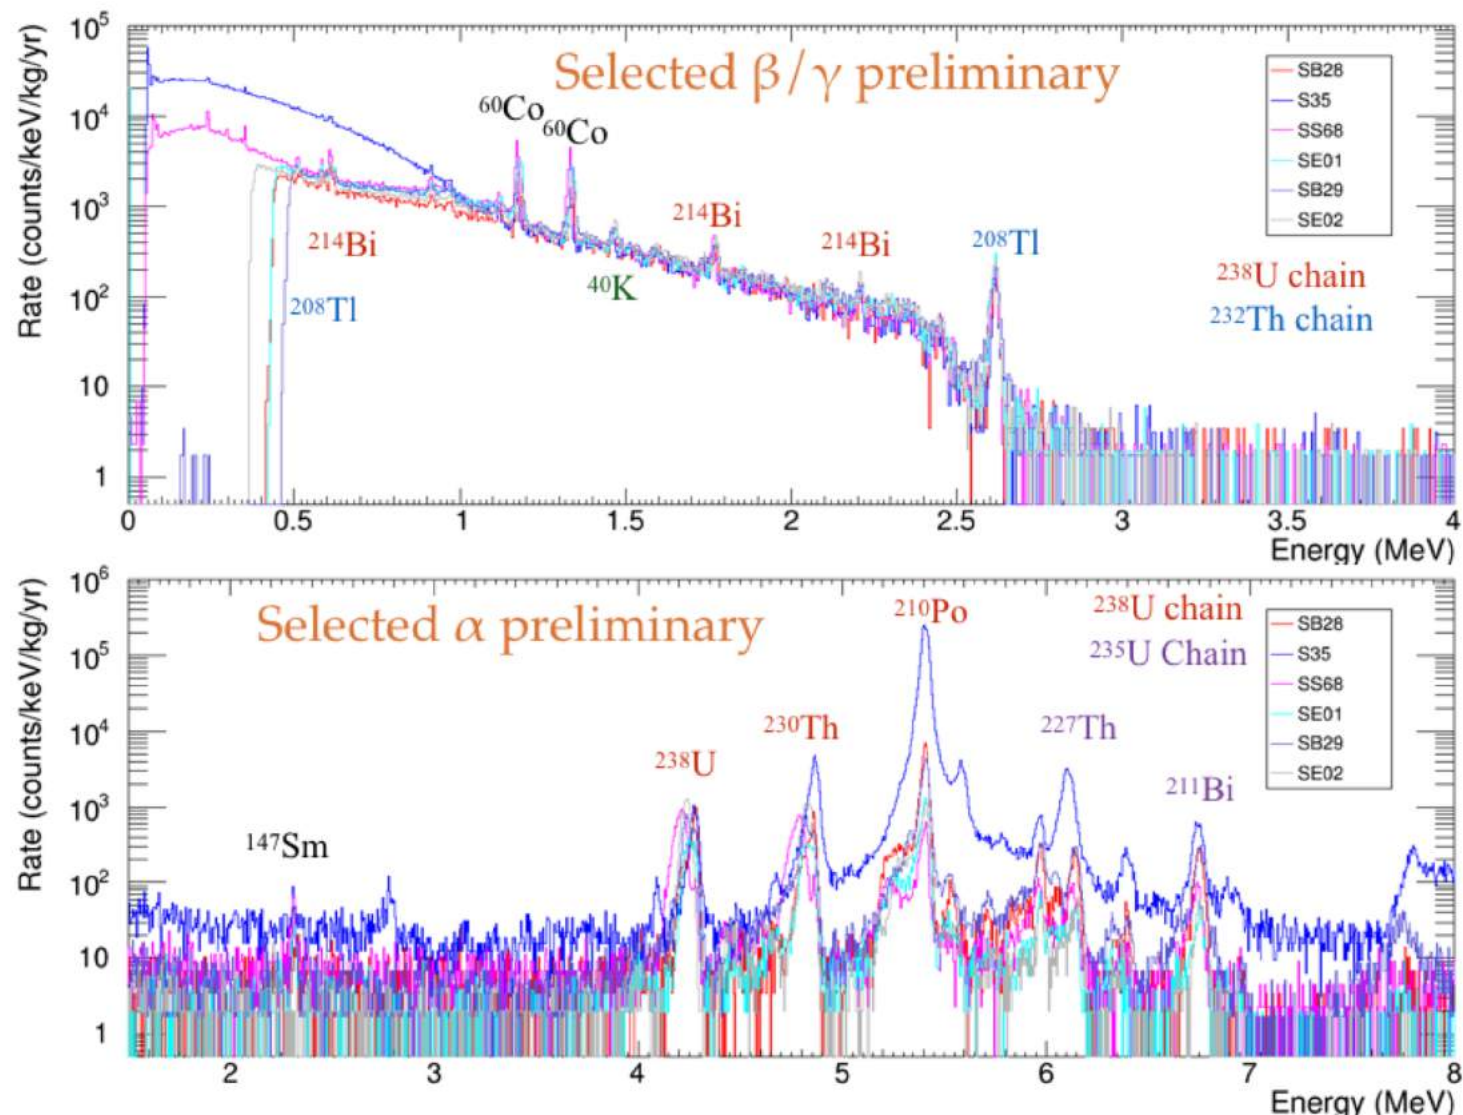 10⁵
10⁴
10³
10²
10
1
Rate (counts/keV/kg/yr)
Selected β/γ preliminary
⁶⁰Co
⁶⁰Co
²¹⁴Bi
²⁰⁸Tl
⁴⁰K
²¹⁴Bi
²¹⁴Bi
²⁰⁸Tl
²³⁸U chain
²³²Th chain
SB28
S35
SS68
SE01
SB29
SE02
0 0.5 1 1.5 2 2.5 3 3.5 4
Energy (MeV)
10⁶
10⁵
10⁴
10³
10²
10
1
Rate (counts/keV/kg/yr)
Selected α preliminary
¹⁴⁷Sm
²³⁸U
²³⁰Th
²¹⁰Po
²²⁷Th
²¹¹Bi
²³⁸U chain
²³⁵U Chain
SB28
S35
SS68
SE01
SB29
SE02
2 3 4 5 6 7 8
Energy (MeV)